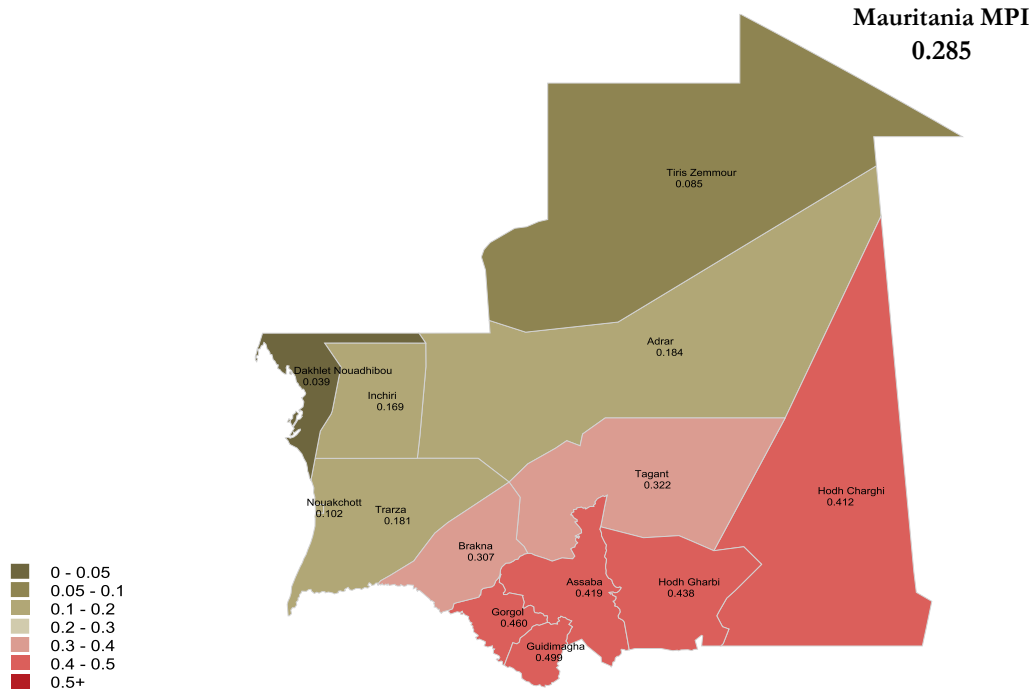 Mauritania MPI
0.285
Tiris Zemmour
0.085
Adrar
0.184
Dakhlet Nouadhibou
0.039
Inchiri
0.169
Tagant
0.322
Hodh Charghi
0.412
Nouakchott
0.102
Trarza
0.181
Brakna
0.307
Assaba
0.419
Hodh Gharbi
0.438
Gorgol
0.460
Guidimagha
0.499
0 - 0.05
0.05 - 0.1
0.1 - 0.2
0.2 - 0.3
0.3 - 0.4
0.4 - 0.5
0.5+